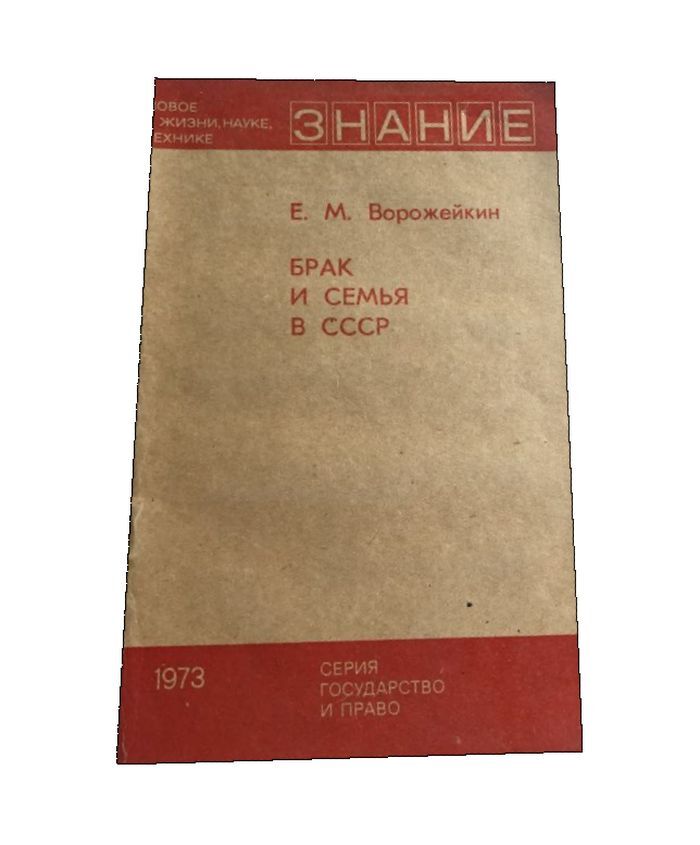 ОВОЕ
ЖИЗНИ, НАУКЕ,
ЕХНИКЕ
ЗНАНИЕ
Е. М. Ворожейкин
БРАК
И СЕМЬЯ
В СССР
1973
СЕРИЯ
ГОСУДАРСТВО
И ПРАВО